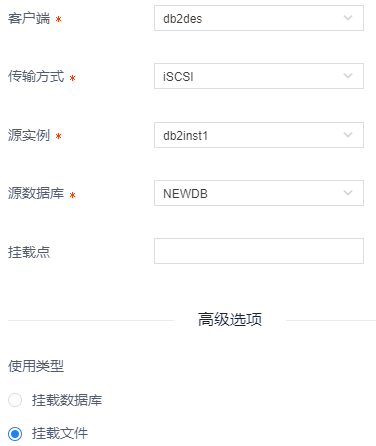 客户端 * db2des
传输方式 * iSCSI
源实例 * db2inst1
源数据库 * NEWDB
挂载点
高级选项
使用类型
挂载数据库
挂载文件